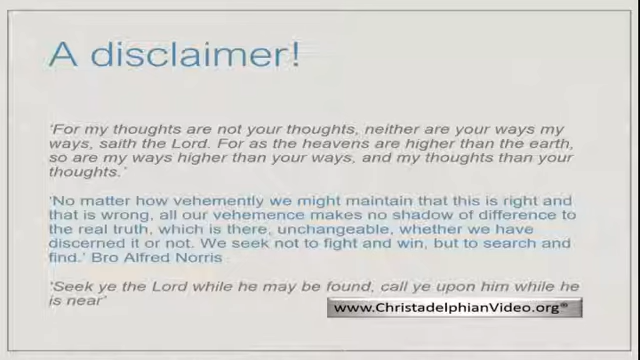 A disclaimer!
‘For my thoughts are not your thoughts, neither are your ways my
ways, saith the Lord. For as the heavens are higher than the earth,
so are my ways higher than your ways, and my thoughts than your
thoughts.’
‘No matter how vehemently we might maintain that this is right and
that is wrong, all our vehemence makes no shadow of difference to
the real truth, which is there, unchangeable, whether we have
discerned it or not. We seek not to fight and win, but to search and
find.’ Bro Alfred Norris
‘Seek ye the Lord while he may be found, call ye upon him while he
is near’
www.ChristadelphianVideo.org®